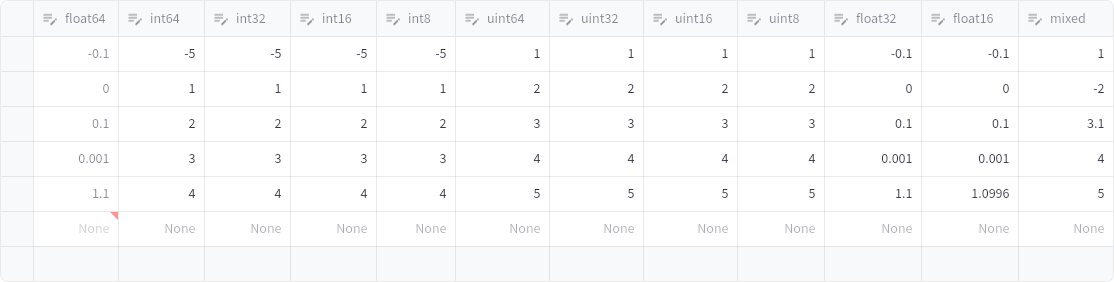 float64 int64 int32 int16 int8 uint64 uint32 uint16 uint8 float32 float16 mixed
-0.1 -5 -5 -5 -5 1 1 1 1 -0.1 -0.1 1
0 1 1 1 1 2 2 2 2 0 0 -2
0.1 2 2 2 2 3 3 3 3 0.1 0.1 3.1
0.001 3 3 3 3 4 4 4 4 0.001 0.001 4
1.1 4 4 4 4 5 5 5 5 1.1 1.0996 5
None None None None None None None None None None None None